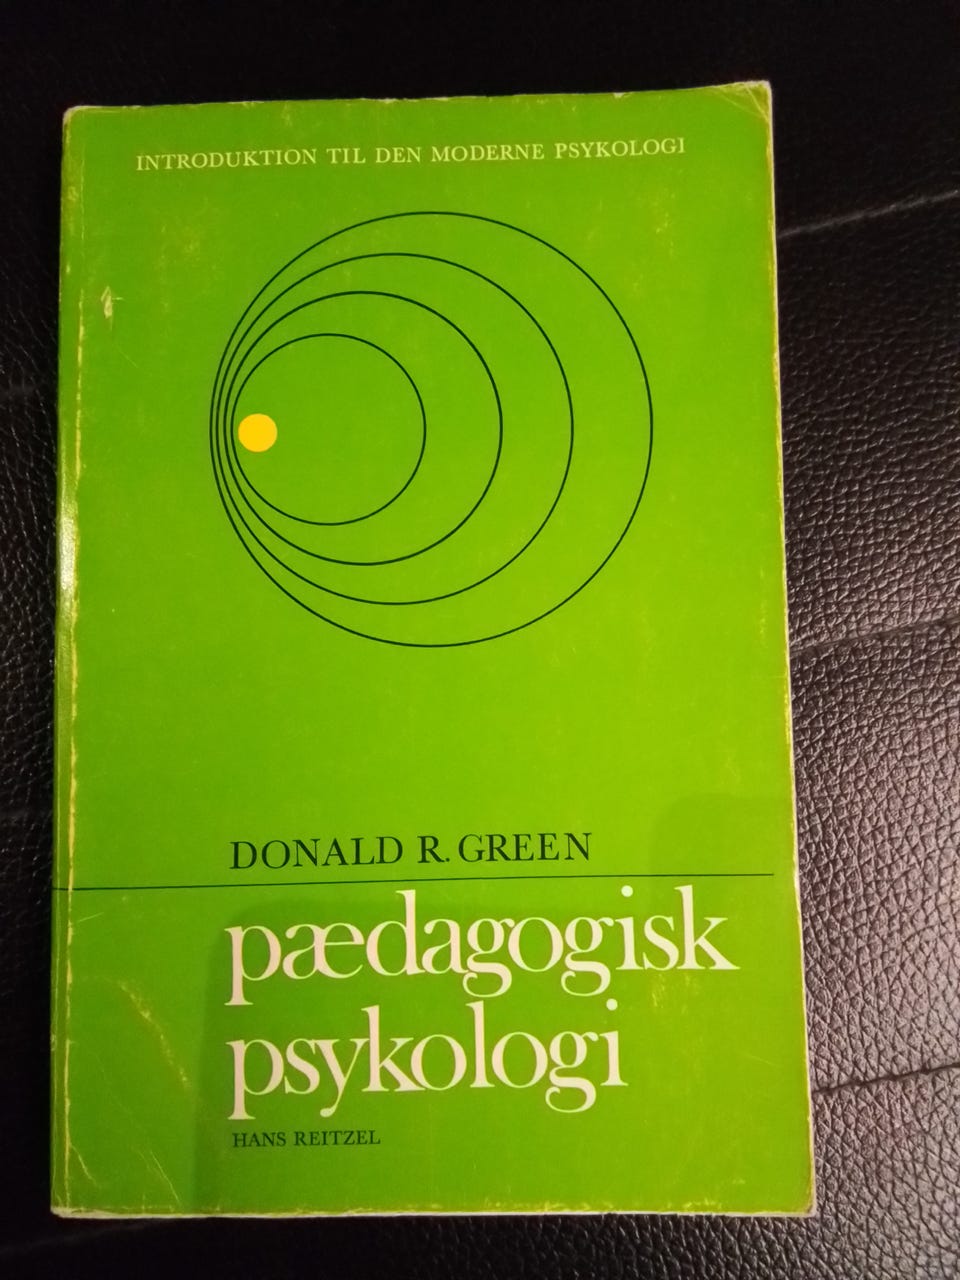 INTRODUKTION TIL DEN MODERNE PSYKOLOGI
DONALD R. GREEN
pædagogisk
psykologi
HANS REITZEL